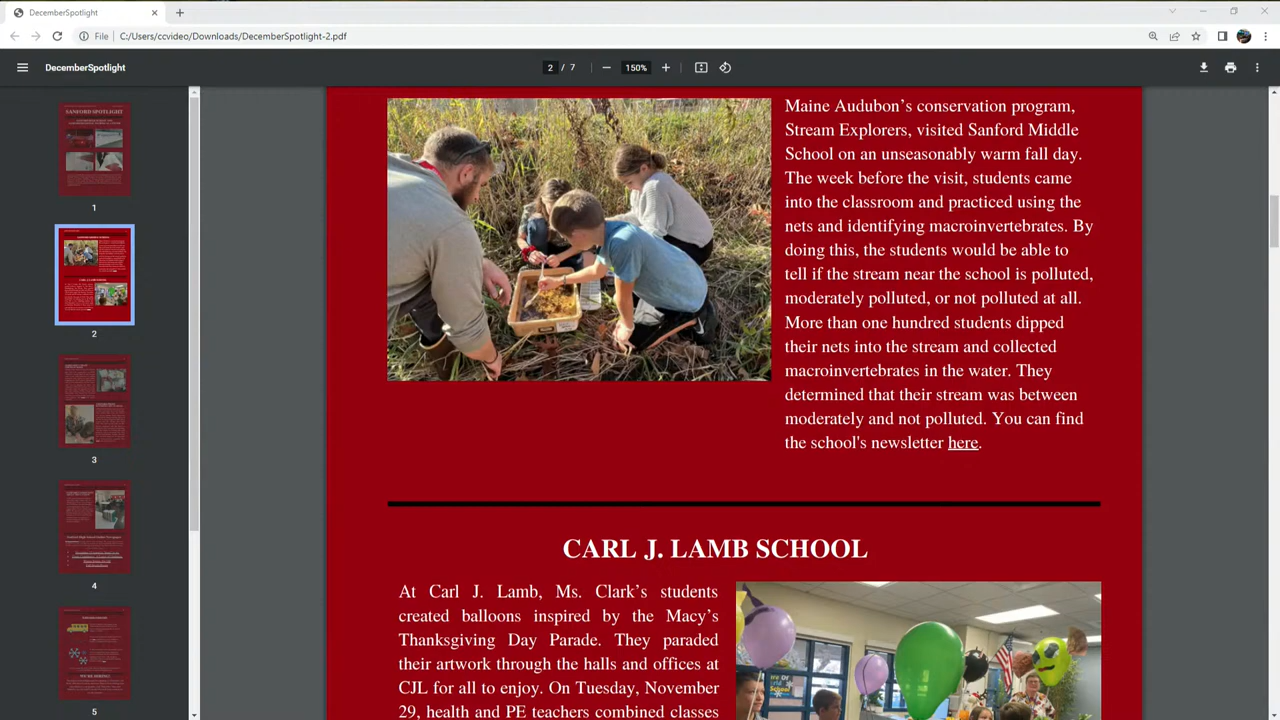 DecemberSpotlight
File C:/Users/ccvideo/Downloads/DecemberSpotlight-2.pdf
DecemberSpotlight
2 / 7
150%
SANFORD SPOTLIGHT
1
2
3
4
5
Maine Audubon’s conservation program,
Stream Explorers, visited Sanford Middle
School on an unseasonably warm fall day.
The week before the visit, students came
into the classroom and practiced using the
nets and identifying macroinvertebrates. By
doing this, the students would be able to
tell if the stream near the school is polluted,
moderately polluted, or not polluted at all.
More than one hundred students dipped
their nets into the stream and collected
macroinvertebrates in the water. They
determined that their stream was between
moderately and not polluted. You can find
the school's newsletter here.
CARL J. LAMB SCHOOL
At Carl J. Lamb, Ms. Clark’s students
created balloons inspired by the Macy’s
Thanksgiving Day Parade. They paraded
their artwork through the halls and offices at
CJL for all to enjoy. On Tuesday, November
29, health and PE teachers combined classes